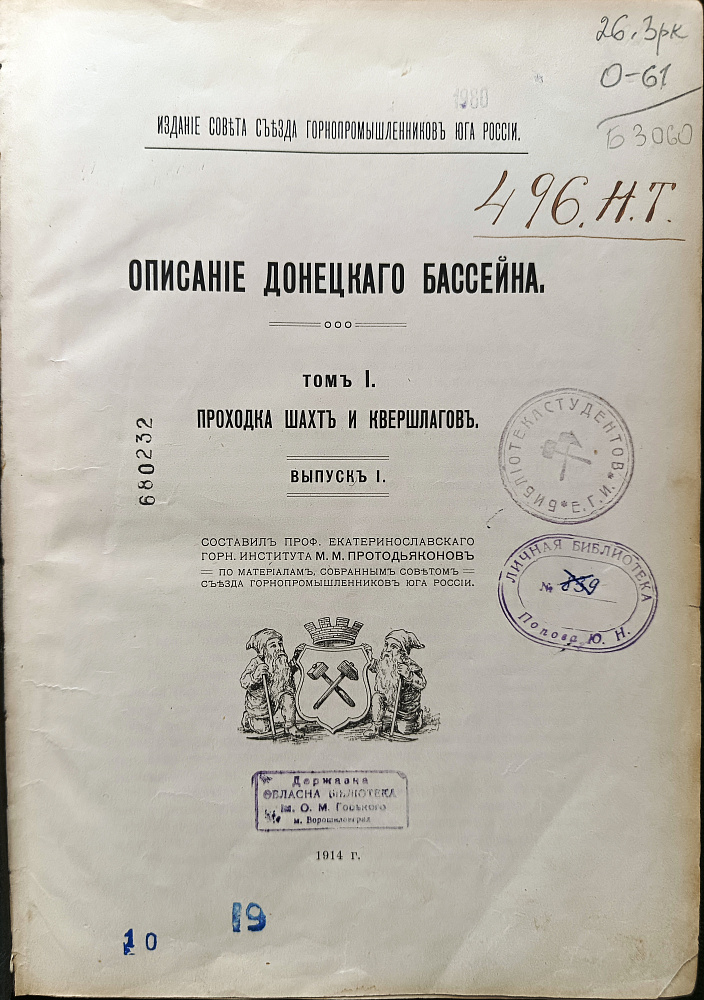 26.3рк
О-61
Б3060
1980
ИЗДАНІЕ СОВѢТА СЪѢЗДА ГОРНОПРОМЫШЛЕННИКОВЪ ЮГА РОССІИ.
496. Н.Т.
ОПИСАНІЕ ДОНЕЦКАГО БАССЕЙНА.
ТОМЪ I.
ПРОХОДКА ШАХТЪ И КВЕРШЛАГОВЪ.
ВЫПУСКЪ I.
680232
БИБЛІОТЕКА СТУДЕНТОВЪ * Е.Г.И. *
СОСТАВИЛЪ ПРОФ. ЕКАТЕРИНОСЛАВСКАГО
ГОРН. ИНСТИТУТА М. М. ПРОТОДЬЯКОНОВЪ
ПО МАТЕРІАЛАМ, СОБРАННЫМЪ СОВѢТОМЪ
СЪѢЗДА ГОРНОПРОМЫШЛЕННИКОВЪ ЮГА РОССІИ.
ЛИЧНАЯ БИБЛИОТЕКА
№ 859
Попова Ю. Н.
Державна
ОБЛАСНА БІБЛІОТЕКА
ім. О. М. Горького
м. Ворошиловград
1914 г.
19
10